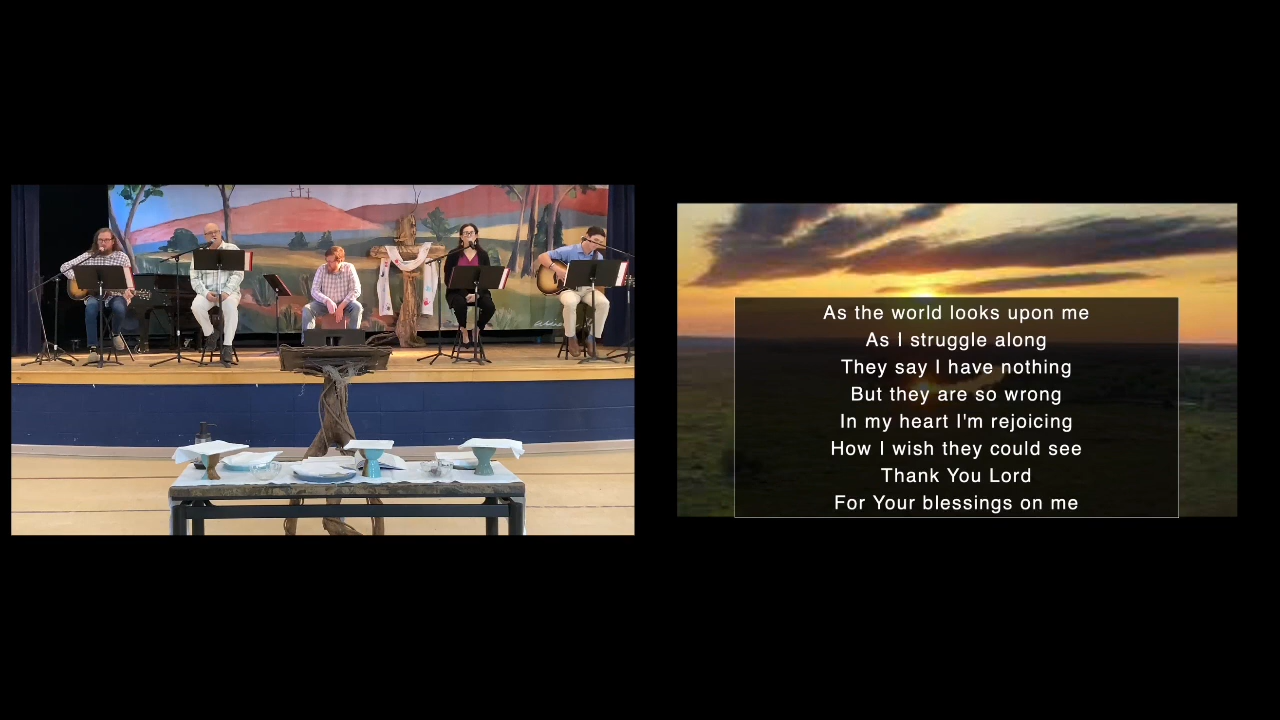 As the world looks upon me
As I struggle along
They say I have nothing
But they are so wrong
In my heart I'm rejoicing
How I wish they could see
Thank You Lord
For Your blessings on me